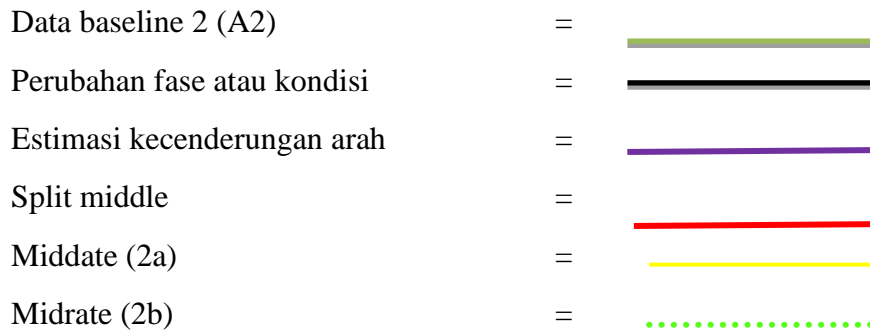 Data baseline 2 (A2) =
Perubahan fase atau kondisi =
Estimasi kecenderungan arah =
Split middle =
Middate (2a) =
Midrate (2b) =